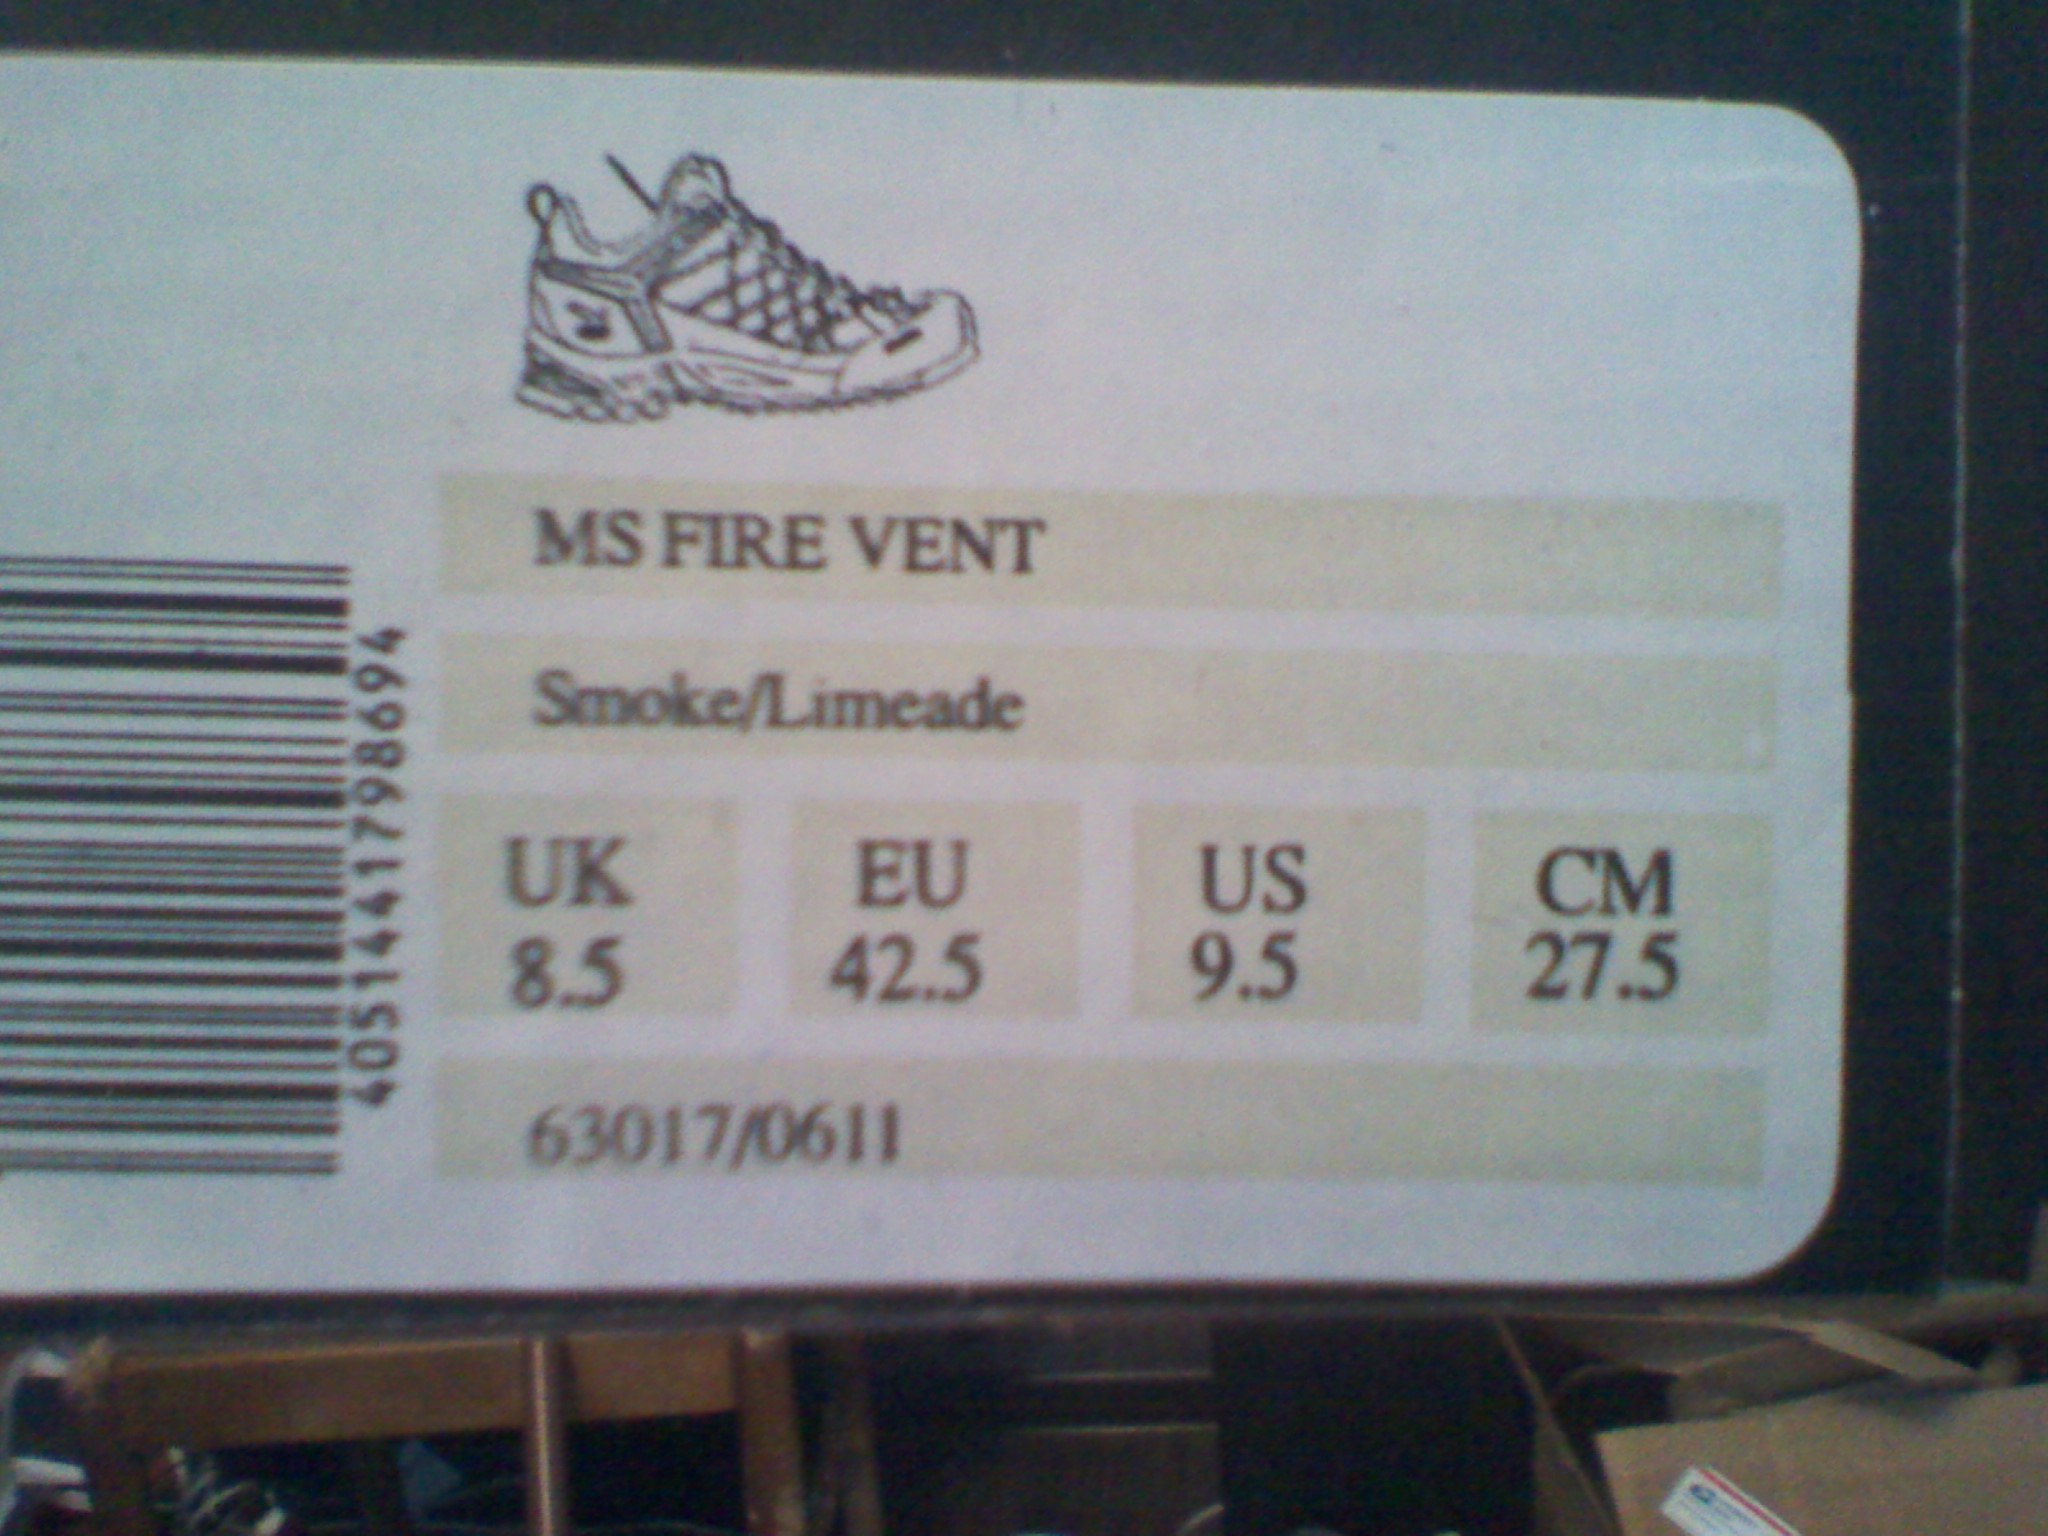 MS FIRE VENT
Smoke/Limeade
UK EU US CM
8.5 42.5 9.5 27.5
63017/0611
4051441798694